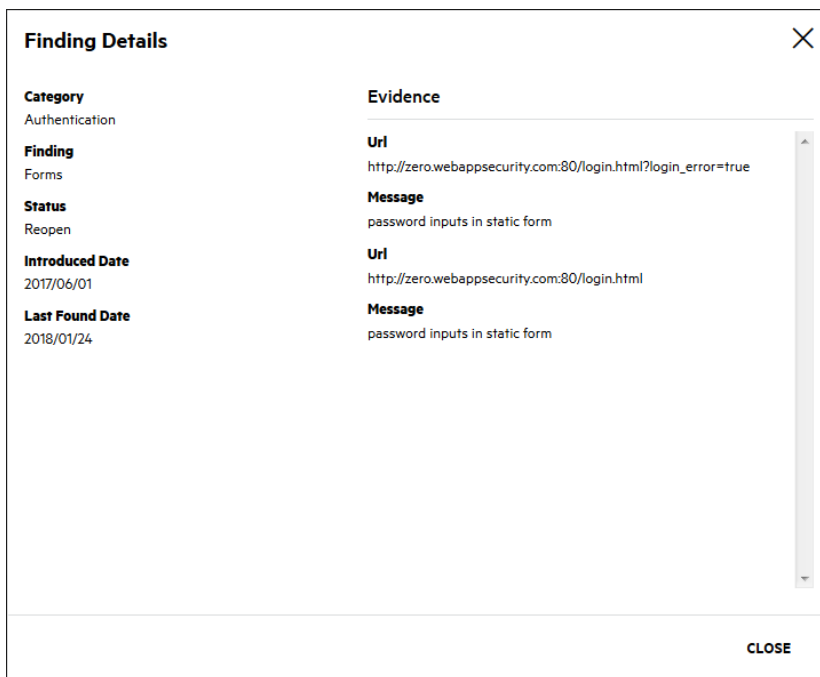 Finding Details
Category
Authentication
Finding
Forms
Status
Reopen
Introduced Date
2017/06/01
Last Found Date
2018/01/24
Evidence
Url
http://zero.webappsecurity.com:80/login.html?login_error=true
Message
password inputs in static form
Url
http://zero.webappsecurity.com:80/login.html
Message
password inputs in static form
CLOSE